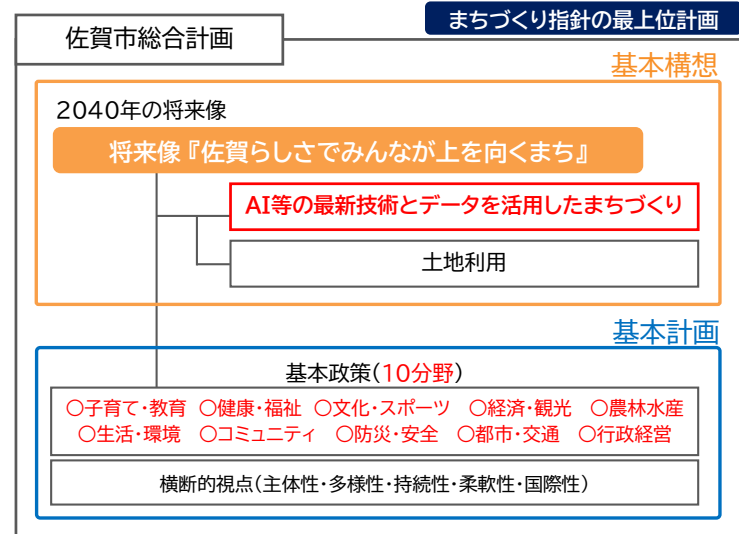 まちづくり指針の最上位計画
佐賀市総合計画
基本構想
2040年の将来像
将来像『佐賀らしさでみんなが上を向くまち』
AI等の最新技術とデータを活用したまちづくり
土地利用
基本計画
基本政策(10分野)
○子育て・教育 ○健康・福祉 ○文化・スポーツ ○経済・観光 ○農林水産
○生活・環境 ○コミュニティ ○防災・安全 ○都市・交通 ○行政経営
横断的視点(主体性・多様性・持続性・柔軟性・国際性)